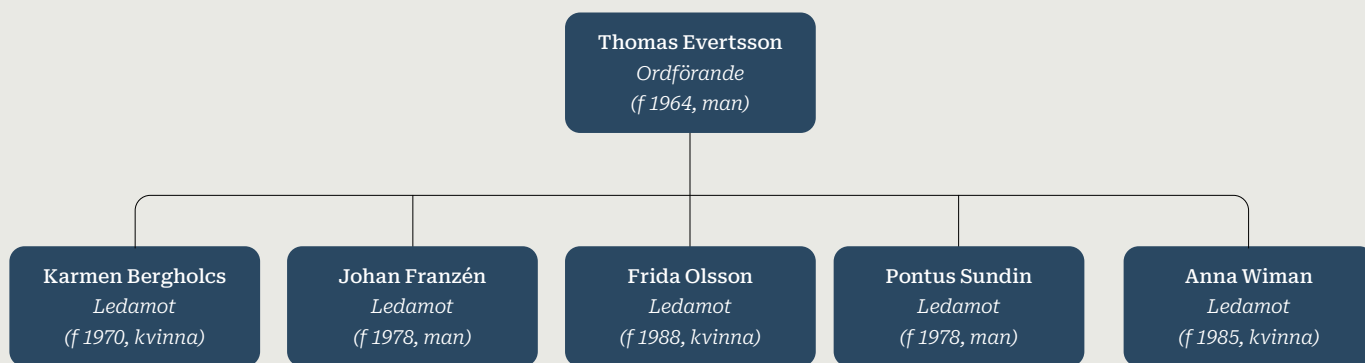 Thomas Evertsson
Ordförande
(f 1964, man)
Karmen Bergholcs
Ledamot
(f 1970, kvinna)
Johan Franzén
Ledamot
(f 1978, man)
Frida Olsson
Ledamot
(f 1988, kvinna)
Pontus Sundin
Ledamot
(f 1978, man)
Anna Wiman
Ledamot
(f 1985, kvinna)